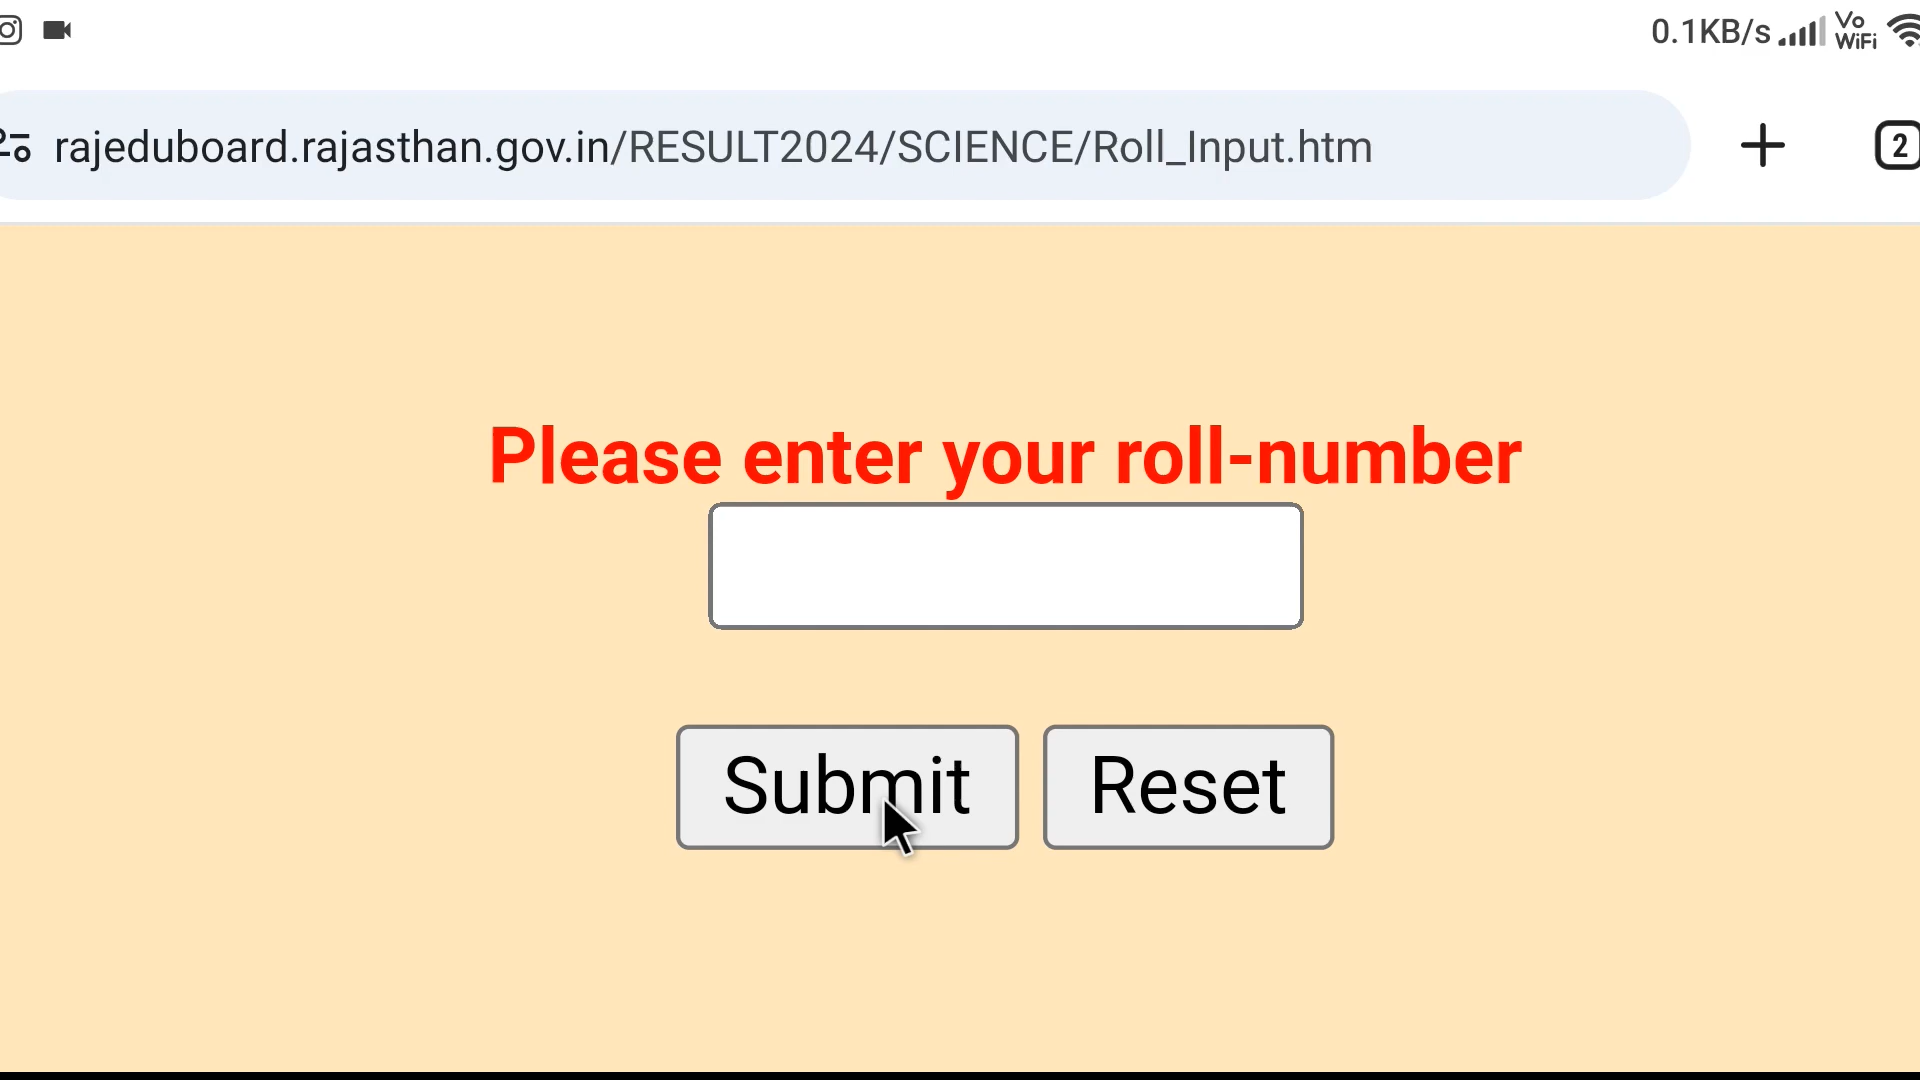 0.1KB/s Vo WiFi
rajeduboard.rajasthan.gov.in/RESULT2024/SCIENCE/Roll_Input.htm 2
Please enter your roll-number
Submit Reset